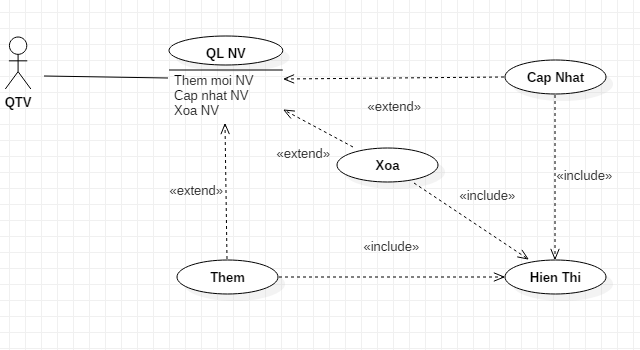 QL NV
Them moi NV
Cap nhat NV
Xoa NV
QTV
Cap Nhat
«extend»
«extend»
Xoa
«include»
«extend»
«include»
«include»
Them
Hien Thi